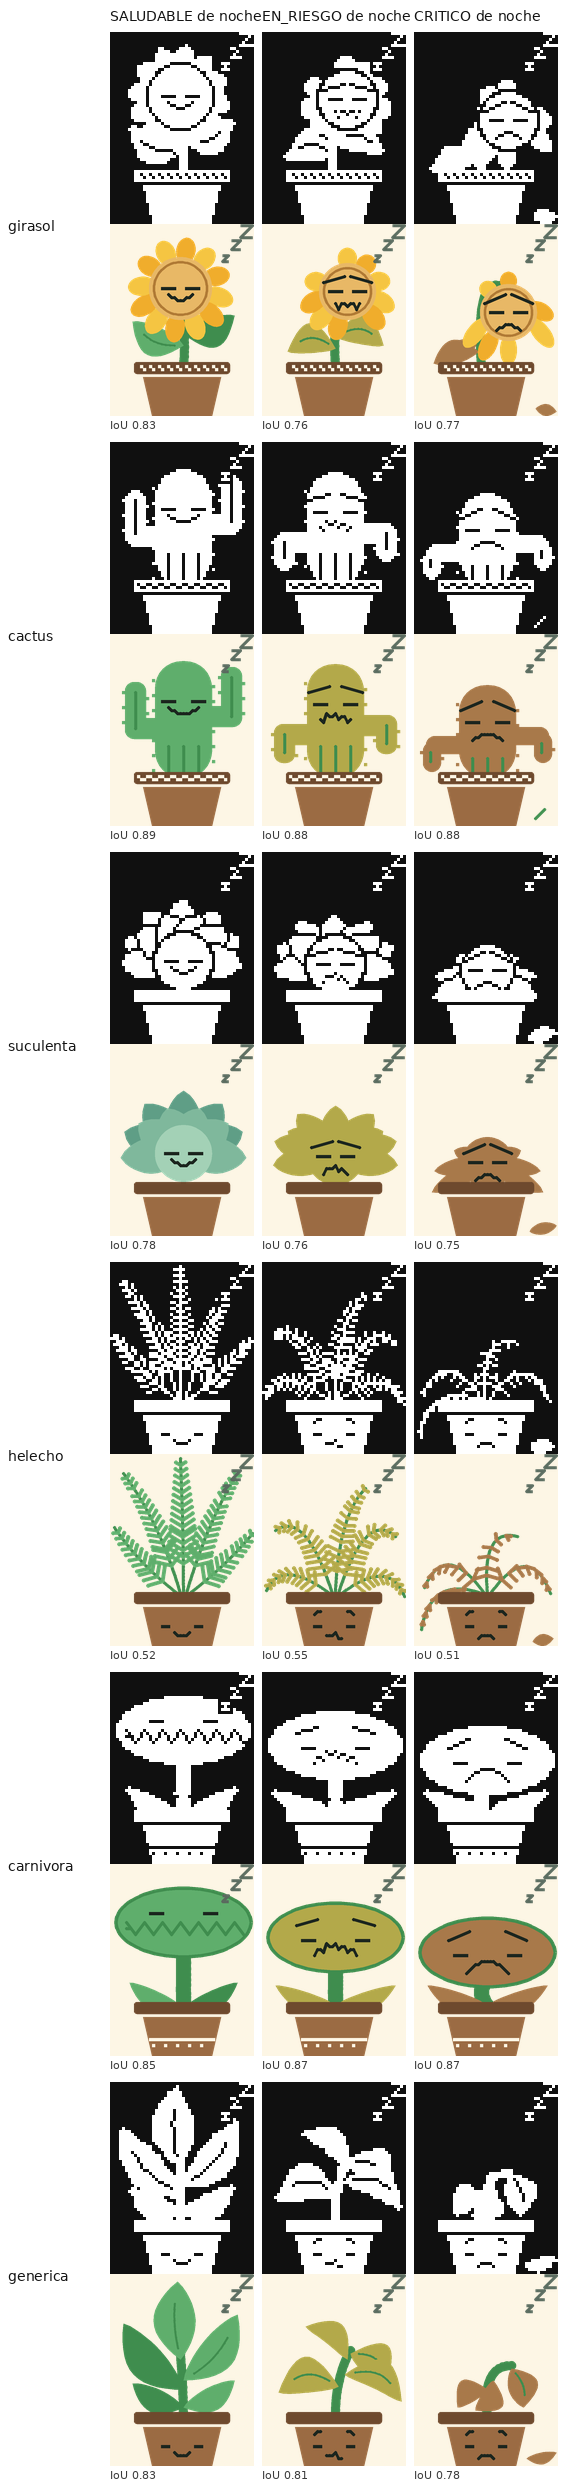 SALUDABLE de noche EN_RIESGO de noche CRITICO de noche
z z Z z z Z z z Z
girasol
z z Z z z Z z z Z
IoU 0.83 IoU 0.76 IoU 0.77
z z Z z z Z z z Z
cactus
z z Z z z Z z z Z
IoU 0.89 IoU 0.88 IoU 0.88
z z Z z z Z z z Z
suculenta
z z Z z z Z z z Z
IoU 0.78 IoU 0.76 IoU 0.75
z z Z z z Z z z Z
helecho
z z Z z z Z z z Z
IoU 0.52 IoU 0.55 IoU 0.51
z z Z z z Z z z Z
carnivora
z z Z z z Z z z Z
IoU 0.85 IoU 0.87 IoU 0.87
z z Z z z Z z z Z
generica
z z Z z z Z z z Z
IoU 0.83 IoU 0.81 IoU 0.78